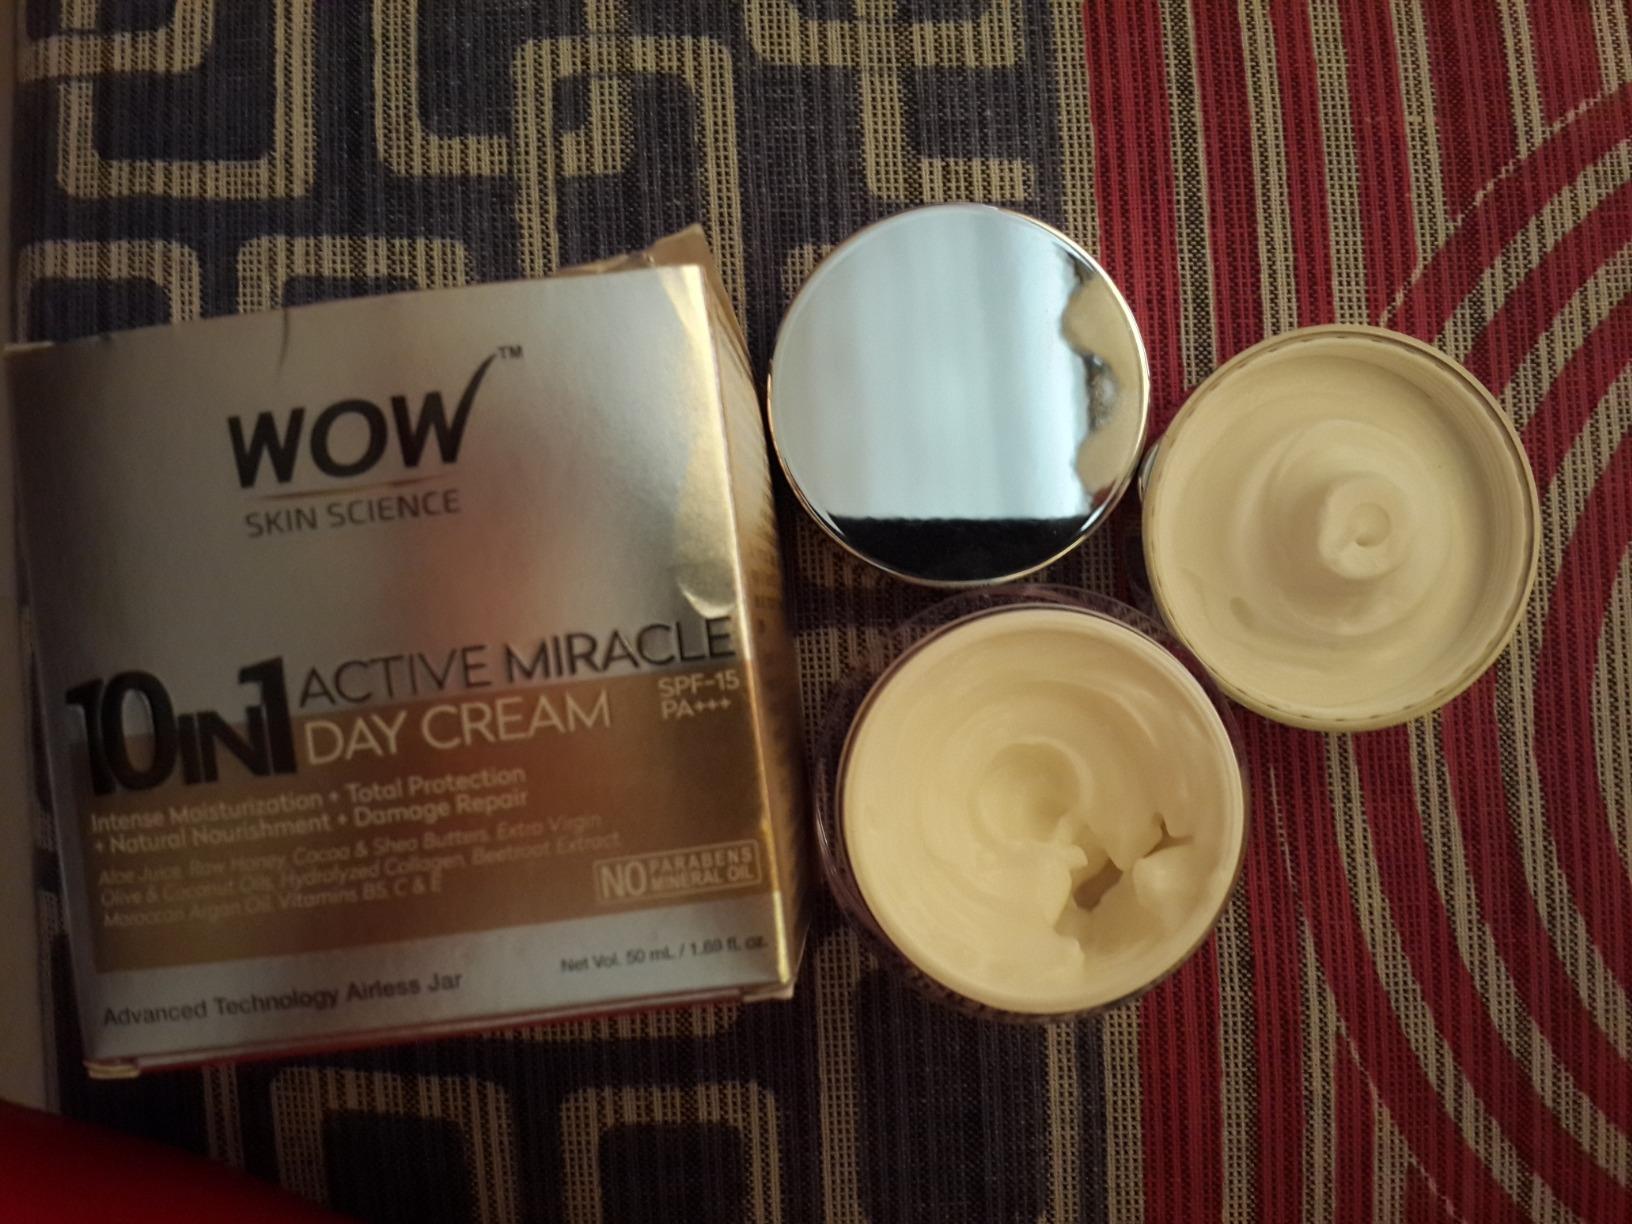 WOW™
SKIN SCIENCE
10IN1 ACTIVE MIRACLE
DAY CREAM
SPF-15
PA+++
Intense Moisturization + Total Protection
+ Natural Nourishment + Damage Repair
Aloe Juice, Raw Honey, Cocoa & Shea Butters, Extra Virgin
Olive & Coconut Oils, Hydrolyzed Collagen, Beetroot Extract
Moroccan Argan Oil, Vitamins B5, C & E
NO PARABENS
MINERAL OIL
Net Vol. 50 mL / 1.69 fl. oz.
Advanced Technology Airless Jar